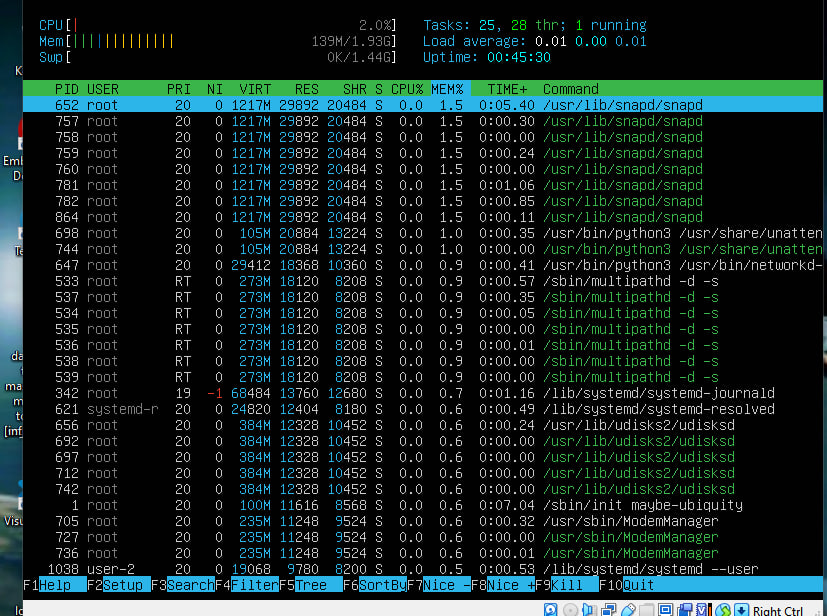 CPU[| 2.0%] Tasks: 25, 28 thr; 1 running
Mem[||||||||||||| 139M/1.93G] Load average: 0.01 0.00 0.01
Swp[ 0K/1.44G] Uptime: 00:45:30
PID USER PRI NI VIRT RES SHR S CPU% MEM% TIME+ Command
652 root 20 0 1217M 29892 20484 S 0.0 1.5 0:05.40 /usr/lib/snapd/snapd
757 root 20 0 1217M 29892 20484 S 0.0 1.5 0:00.30 /usr/lib/snapd/snapd
758 root 20 0 1217M 29892 20484 S 0.0 1.5 0:00.00 /usr/lib/snapd/snapd
759 root 20 0 1217M 29892 20484 S 0.0 1.5 0:00.24 /usr/lib/snapd/snapd
760 root 20 0 1217M 29892 20484 S 0.0 1.5 0:00.00 /usr/lib/snapd/snapd
781 root 20 0 1217M 29892 20484 S 0.0 1.5 0:01.06 /usr/lib/snapd/snapd
782 root 20 0 1217M 29892 20484 S 0.0 1.5 0:00.85 /usr/lib/snapd/snapd
864 root 20 0 1217M 29892 20484 S 0.0 1.5 0:00.11 /usr/lib/snapd/snapd
698 root 20 0 105M 20884 13224 S 0.0 1.0 0:00.35 /usr/bin/python3 /usr/share/unatten
744 root 20 0 105M 20884 13224 S 0.0 1.0 0:00.00 /usr/bin/python3 /usr/share/unatten
647 root 20 0 29412 18368 10360 S 0.0 0.9 0:00.41 /usr/bin/python3 /usr/bin/networkd-
533 root RT 0 273M 18120 8208 S 0.0 0.9 0:00.57 /sbin/multipathd -d -s
537 root RT 0 273M 18120 8208 S 0.0 0.9 0:00.35 /sbin/multipathd -d -s
534 root RT 0 273M 18120 8208 S 0.0 0.9 0:00.05 /sbin/multipathd -d -s
535 root RT 0 273M 18120 8208 S 0.0 0.9 0:00.00 /sbin/multipathd -d -s
536 root RT 0 273M 18120 8208 S 0.0 0.9 0:00.01 /sbin/multipathd -d -s
538 root RT 0 273M 18120 8208 S 0.0 0.9 0:00.00 /sbin/multipathd -d -s
539 root RT 0 273M 18120 8208 S 0.0 0.9 0:00.00 /sbin/multipathd -d -s
342 root 19 -1 68484 13760 12680 S 0.0 0.7 0:01.16 /lib/systemd/systemd-journald
621 systemd-r 20 0 24820 12404 8180 S 0.0 0.6 0:00.49 /lib/systemd/systemd-resolved
656 root 20 0 384M 12328 10452 S 0.0 0.6 0:00.24 /usr/lib/udisks2/udisksd
692 root 20 0 384M 12328 10452 S 0.0 0.6 0:00.00 /usr/lib/udisks2/udisksd
697 root 20 0 384M 12328 10452 S 0.0 0.6 0:00.00 /usr/lib/udisks2/udisksd
712 root 20 0 384M 12328 10452 S 0.0 0.6 0:00.00 /usr/lib/udisks2/udisksd
742 root 20 0 384M 12328 10452 S 0.0 0.6 0:00.00 /usr/lib/udisks2/udisksd
1 root 20 0 100M 11616 8568 S 0.0 0.6 0:07.04 /sbin/init maybe-ubiquity
705 root 20 0 235M 11248 9524 S 0.0 0.6 0:00.32 /usr/sbin/ModemManager
727 root 20 0 235M 11248 9524 S 0.0 0.6 0:00.00 /usr/sbin/ModemManager
736 root 20 0 235M 11248 9524 S 0.0 0.6 0:00.01 /usr/sbin/ModemManager
1038 user-2 20 0 19068 9780 8200 S 0.0 0.5 0:00.53 /lib/systemd/systemd --user
F1Help F2Setup F3SearchF4FilterF5Tree F6SortByF7Nice -F8Nice +F9Kill F10Quit
Right Ctrl